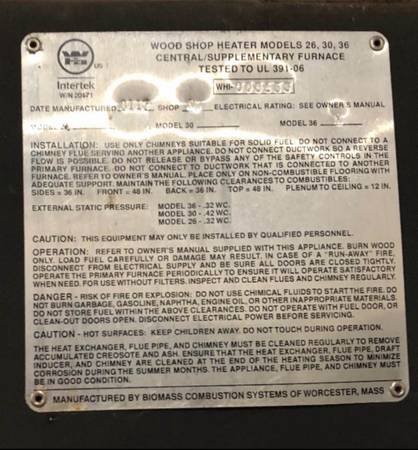 WOOD SHOP HEATER MODELS 26, 30, 36
CENTRAL/SUPPLEMENTARY FURNACE
TESTED TO UL 391-06
US
Intertek
W/N 20471
WHI-
DATE MANUFACTURED SHOP ELECTRICAL RATING: SEE OWNER'S MANUAL
MODEL MODEL 30 MODEL 36
INSTALLATION: USE ONLY CHIMNEYS SUITABLE FOR SOLID FUEL. DO NOT CONNECT TO A
CHIMNEY FLUE SERVING ANOTHER APPLIANCE. DO NOT CONNECT DUCTWORK SO A REVERSE
FLOW IS POSSIBLE. DO NOT RELEASE OR BYPASS ANY OF THE SAFETY CONTROLS IN THE
PRIMARY FURNACE. DO NOT CONNECT TO DUCTWORK THAT IS CONNECTED TO ANOTHER
FURNACE. REFER TO OWNER'S MANUAL. PLACE ONLY ON NON-COMBUSTIBLE FLOORING WITH
ADEQUATE SUPPORT. MAINTAIN THE FOLLOWING CLEARANCES TO COMBUSTIBLES:
SIDES = 36 IN. FRONT = 48 IN. BACK = 36 IN. TOP = 48 IN. PLENUM TO CEILING = 12 IN.
EXTERNAL STATIC PRESSURE: MODEL 36 - .32 WC.
MODEL 30 - .42 WC.
MODEL 26 - .32 WC.
CAUTION: THIS EQUIPMENT MAY ONLY BE INSTALLED BY QUALIFIED PERSONNEL.
OPERATION: REFER TO OWNER'S MANUAL SUPPLIED WITH THIS APPLIANCE. BURN WOOD
ONLY. LOAD FUEL CAREFULLY OR DAMAGE MAY RESULT. IN CASE OF A "RUN-AWAY" FIRE,
DISCONNECT FROM ELECTRICAL SUPPLY AND BE SURE ALL DOORS ARE CLOSED TIGHTLY.
OPERATE THE PRIMARY FURNACE PERIODICALLY TO ENSURE IT WILL OPERATE SATISFACTORY
WHEN NEED. FOR USE WITHOUT FILTERS. INSPECT AND CLEAN FLUES AND CHIMNEY REGULARLY.
DANGER - RISK OF FIRE OR EXPLOSION: DO NOT USE CHMICAL FLUIDS TO START THE FIRE. DO
NOT BURN GARBAGE, GASOLINE, NAPHTHA, ENGINE OIL, OR OTHER INAPPROPRIATE MATERIALS.
DO NOT STORE FUEL WITHIN THE ABOVE CLEARANCES. DO NOT OPERATE WITH FUEL DOOR, OR
CLEAN-OUT DOORS OPEN. DISCONNECT ELECTRICAL POWER BEFORE SERVICING.
CAUTION - HOT SURFACES: KEEP CHILDREN AWAY. DO NOT TOUCH DURING OPERATION.
THE HEAT EXCHANGER, FLUE PIPE, AND CHIMNEY MUST BE CLEANED REGULARLY TO REMOVE
ACCUMULATED CREOSOTE AND ASH. ENSURE THAT THE HEAT EXCHANGER, FLUE PIPE, DRAFT
INDUCER, AND CHIMNEY ARE CLEANED AT THE END OF THE HEATING SEASON TO MINIMIZE
CORROSION DURING THE SUMMER MONTHS. THE APPLIANCE, FLUE PIPE, AND CHIMNEY MUST
BE IN GOOD CONDITION.
MANUFACTURED BY BIOMASS COMBUSTION SYSTEMS OF WORCESTER, MASS